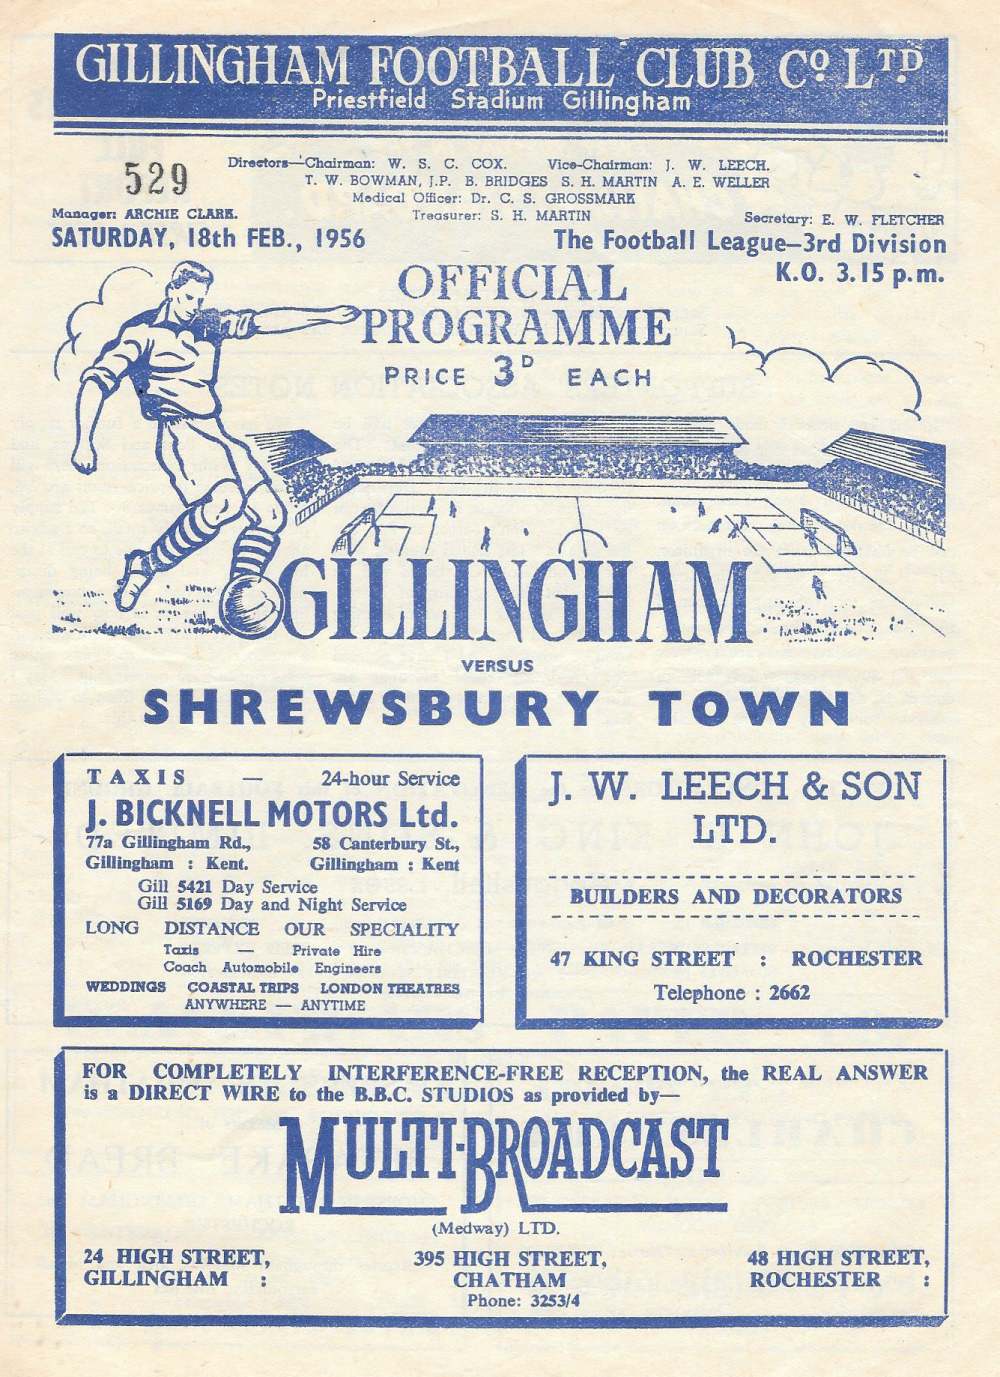 GILLINGHAM FOOTBALL CLUB Co LTD
Priestfield Stadium Gillingham
529
Directors—Chairman: W. S. C. COX. Vice-Chairman: J. W. LEECH.
T. W. BOWMAN, J.P. B. BRIDGES S. H. MARTIN A. E. WELLER
Medical Officer: Dr. C. S. GROSSMARK
Manager: ARCHIE CLARK. Treasurer: S. H. MARTIN Secretary: E. W. FLETCHER
SATURDAY, 18th FEB., 1956 The Football League—3rd Division
K.O. 3.15 p.m.
OFFICIAL
PROGRAMME
PRICE 3D EACH
GILLINGHAM
VERSUS
SHREWSBURY TOWN
TAXIS — 24-hour Service
J. BICKNELL MOTORS Ltd.
77a Gillingham Rd., 58 Canterbury St.,
Gillingham : Kent. Gillingham : Kent
Gill 5421 Day Service
Gill 5169 Day and Night Service
LONG DISTANCE OUR SPECIALITY
Taxis — Private Hire
Coach Automobile Engineers
WEDDINGS COASTAL TRIPS LONDON THEATRES
ANYWHERE — ANYTIME
J. W. LEECH & SON
LTD.
BUILDERS AND DECORATORS
47 KING STREET : ROCHESTER
Telephone : 2662
FOR COMPLETELY INTERFERENCE-FREE RECEPTION, the REAL ANSWER
is a DIRECT WIRE to the B.B.C. STUDIOS as provided by—
MULTI-BROADCAST
(Medway) LTD.
24 HIGH STREET, 395 HIGH STREET, 48 HIGH STREET,
GILLINGHAM : CHATHAM ROCHESTER :
Phone: 3253/4